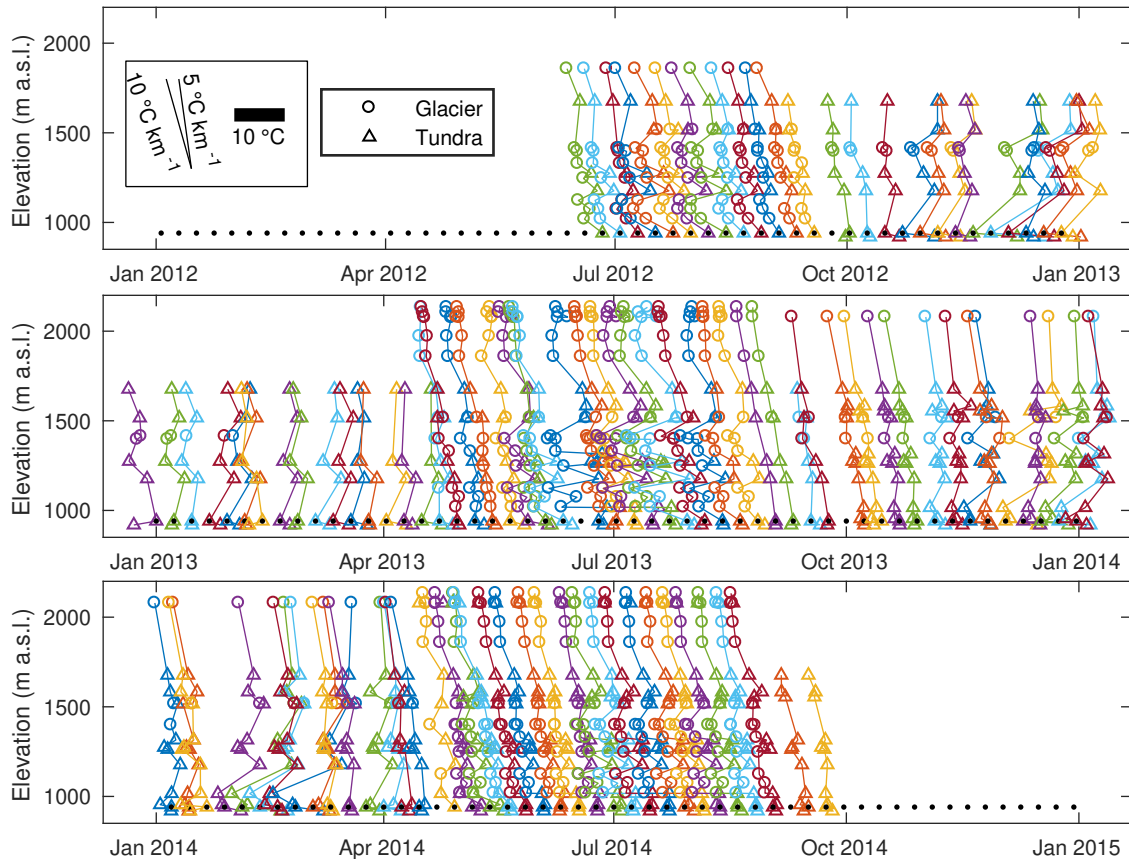 Elevation (m a.s.l.)
2000
1500
1000
10 °C km -1
5 °C km -1
10 °C
Glacier
Tundra
Jan 2012
Apr 2012
Jul 2012
Oct 2012
Jan 2013
Elevation (m a.s.l.)
2000
1500
1000
Jan 2013
Apr 2013
Jul 2013
Oct 2013
Jan 2014
Elevation (m a.s.l.)
2000
1500
1000
Jan 2014
Apr 2014
Jul 2014
Oct 2014
Jan 2015